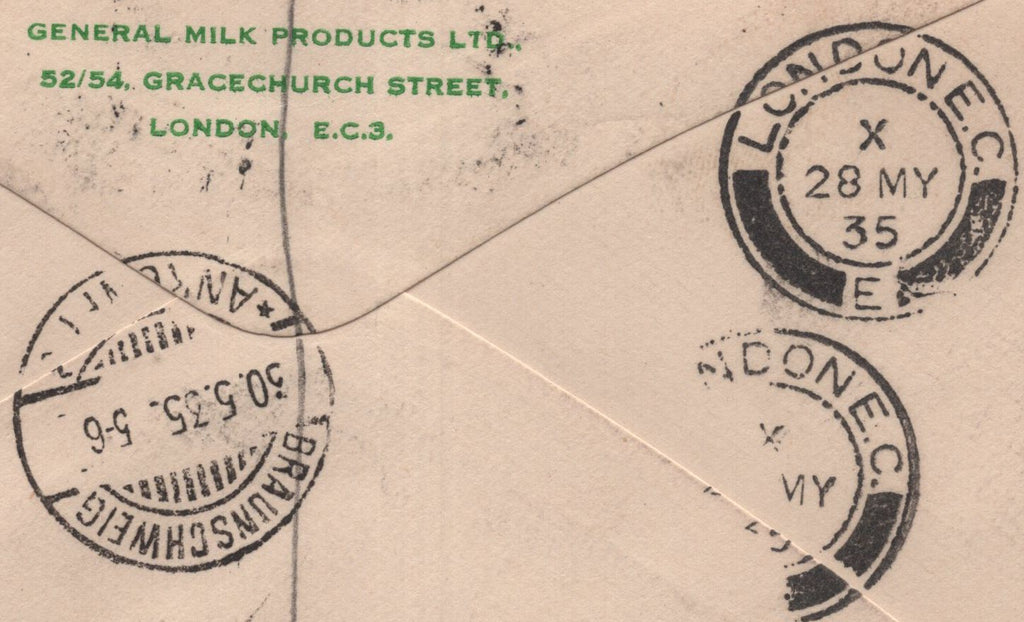 GENERAL MILK PRODUCTS LTD.,
52/54, GRACECHURCH STREET,
LONDON, E.C.3.
LONDON.E.C.
X
28 MY
35
E
NDON.E.C.
X
MY
30.5.35. 5-6
BRAUNSCHWEIG